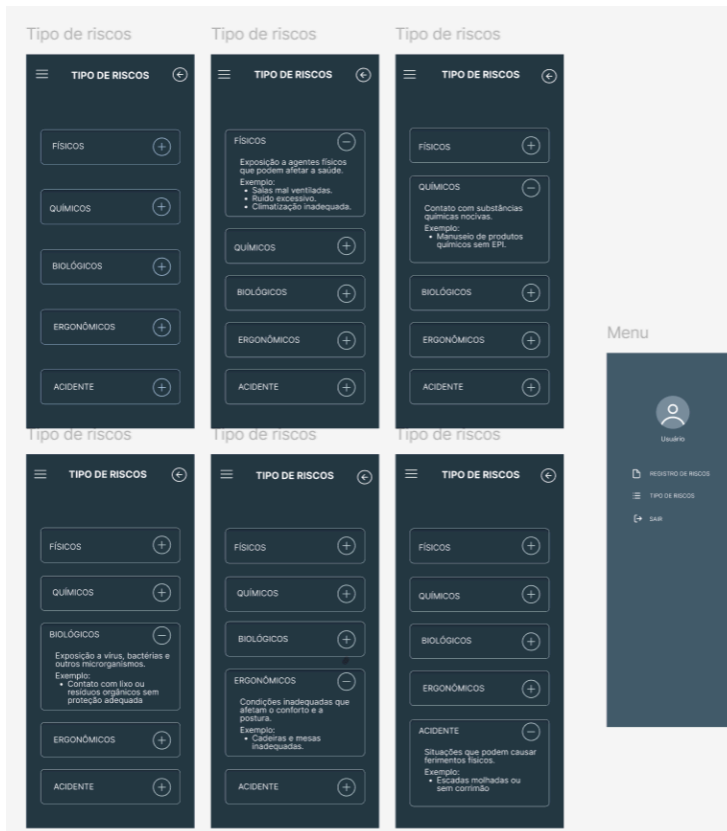 Tipo de riscos
TIPO DE RISCOS
FÍSICOS
QUÍMICOS
BIOLÓGICOS
ERGONÔMICOS
ACIDENTE
Tipo de riscos
TIPO DE RISCOS
FÍSICOS
Exposição a agentes físicos
que podem afetar a saúde.
Exemplo:
• Salas mal ventiladas.
• Ruído excessivo.
• Climatização inadequada.
QUÍMICOS
BIOLÓGICOS
ERGONÔMICOS
ACIDENTE
Tipo de riscos
TIPO DE RISCOS
FÍSICOS
QUÍMICOS
Contato com substâncias
químicas nocivas.
Exemplo:
• Manuseio de produtos
químicos sem EPI.
BIOLÓGICOS
ERGONÔMICOS
ACIDENTE
Menu
Usuário
REGISTRO DE RISCOS
TIPO DE RISCOS
SAIR
Tipo de riscos
TIPO DE RISCOS
FÍSICOS
QUÍMICOS
BIOLÓGICOS
Exposição a vírus, bactérias e
outros microrganismos.
Exemplo:
• Contato com lixo ou
resíduos orgânicos sem
proteção adequada
ERGONÔMICOS
ACIDENTE
Tipo de riscos
TIPO DE RISCOS
FÍSICOS
QUÍMICOS
BIOLÓGICOS
ERGONÔMICOS
Condições inadequadas que
afetam o conforto e a
postura.
Exemplo:
• Cadeiras e mesas
inadequadas.
ACIDENTE
Tipo de riscos
TIPO DE RISCOS
FÍSICOS
QUÍMICOS
BIOLÓGICOS
ERGONÔMICOS
ACIDENTE
Situações que podem causar
ferimentos físicos.
Exemplo:
• Escadas molhadas ou
sem corrimão